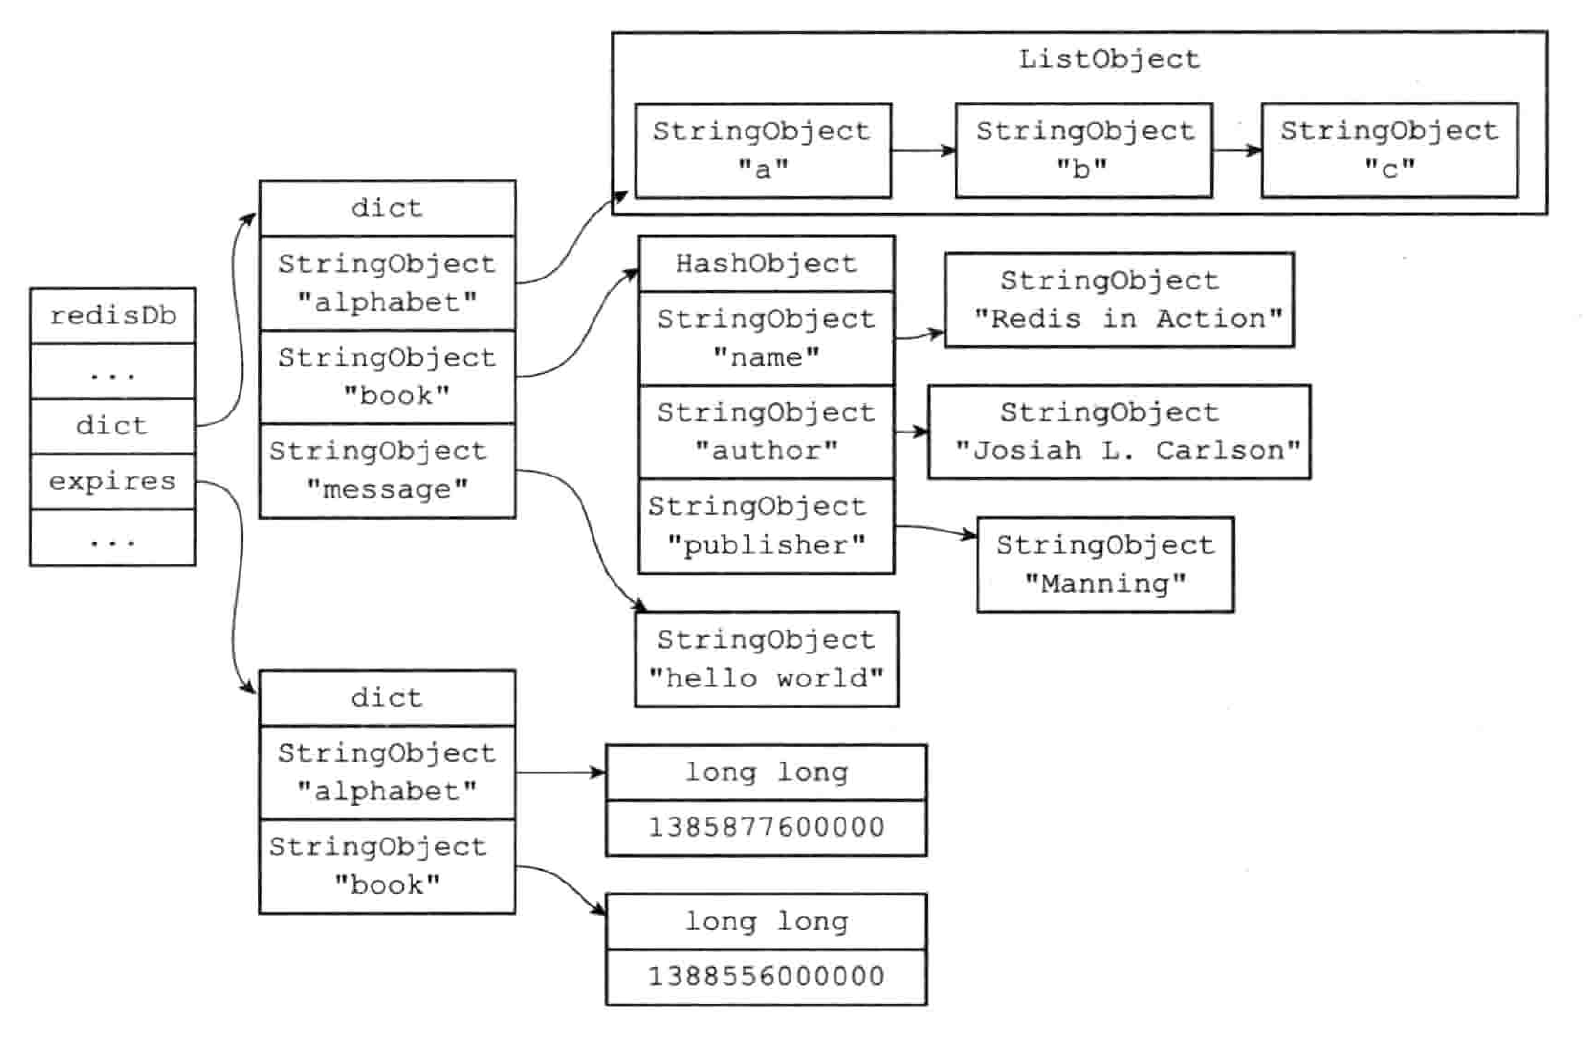 ListObject
StringObject
"a"
StringObject
"b"
StringObject
"c"
dict
StringObject
"alphabet"
StringObject
"book"
StringObject
"message"
redisDb
...
dict
expires
...
HashObject
StringObject
"name"
StringObject
"author"
StringObject
"publisher"
StringObject
"Redis in Action"
StringObject
"Josiah L. Carlson"
StringObject
"Manning"
StringObject
"hello world"
dict
StringObject
"alphabet"
StringObject
"book"
long long
1385877600000
long long
1388556000000